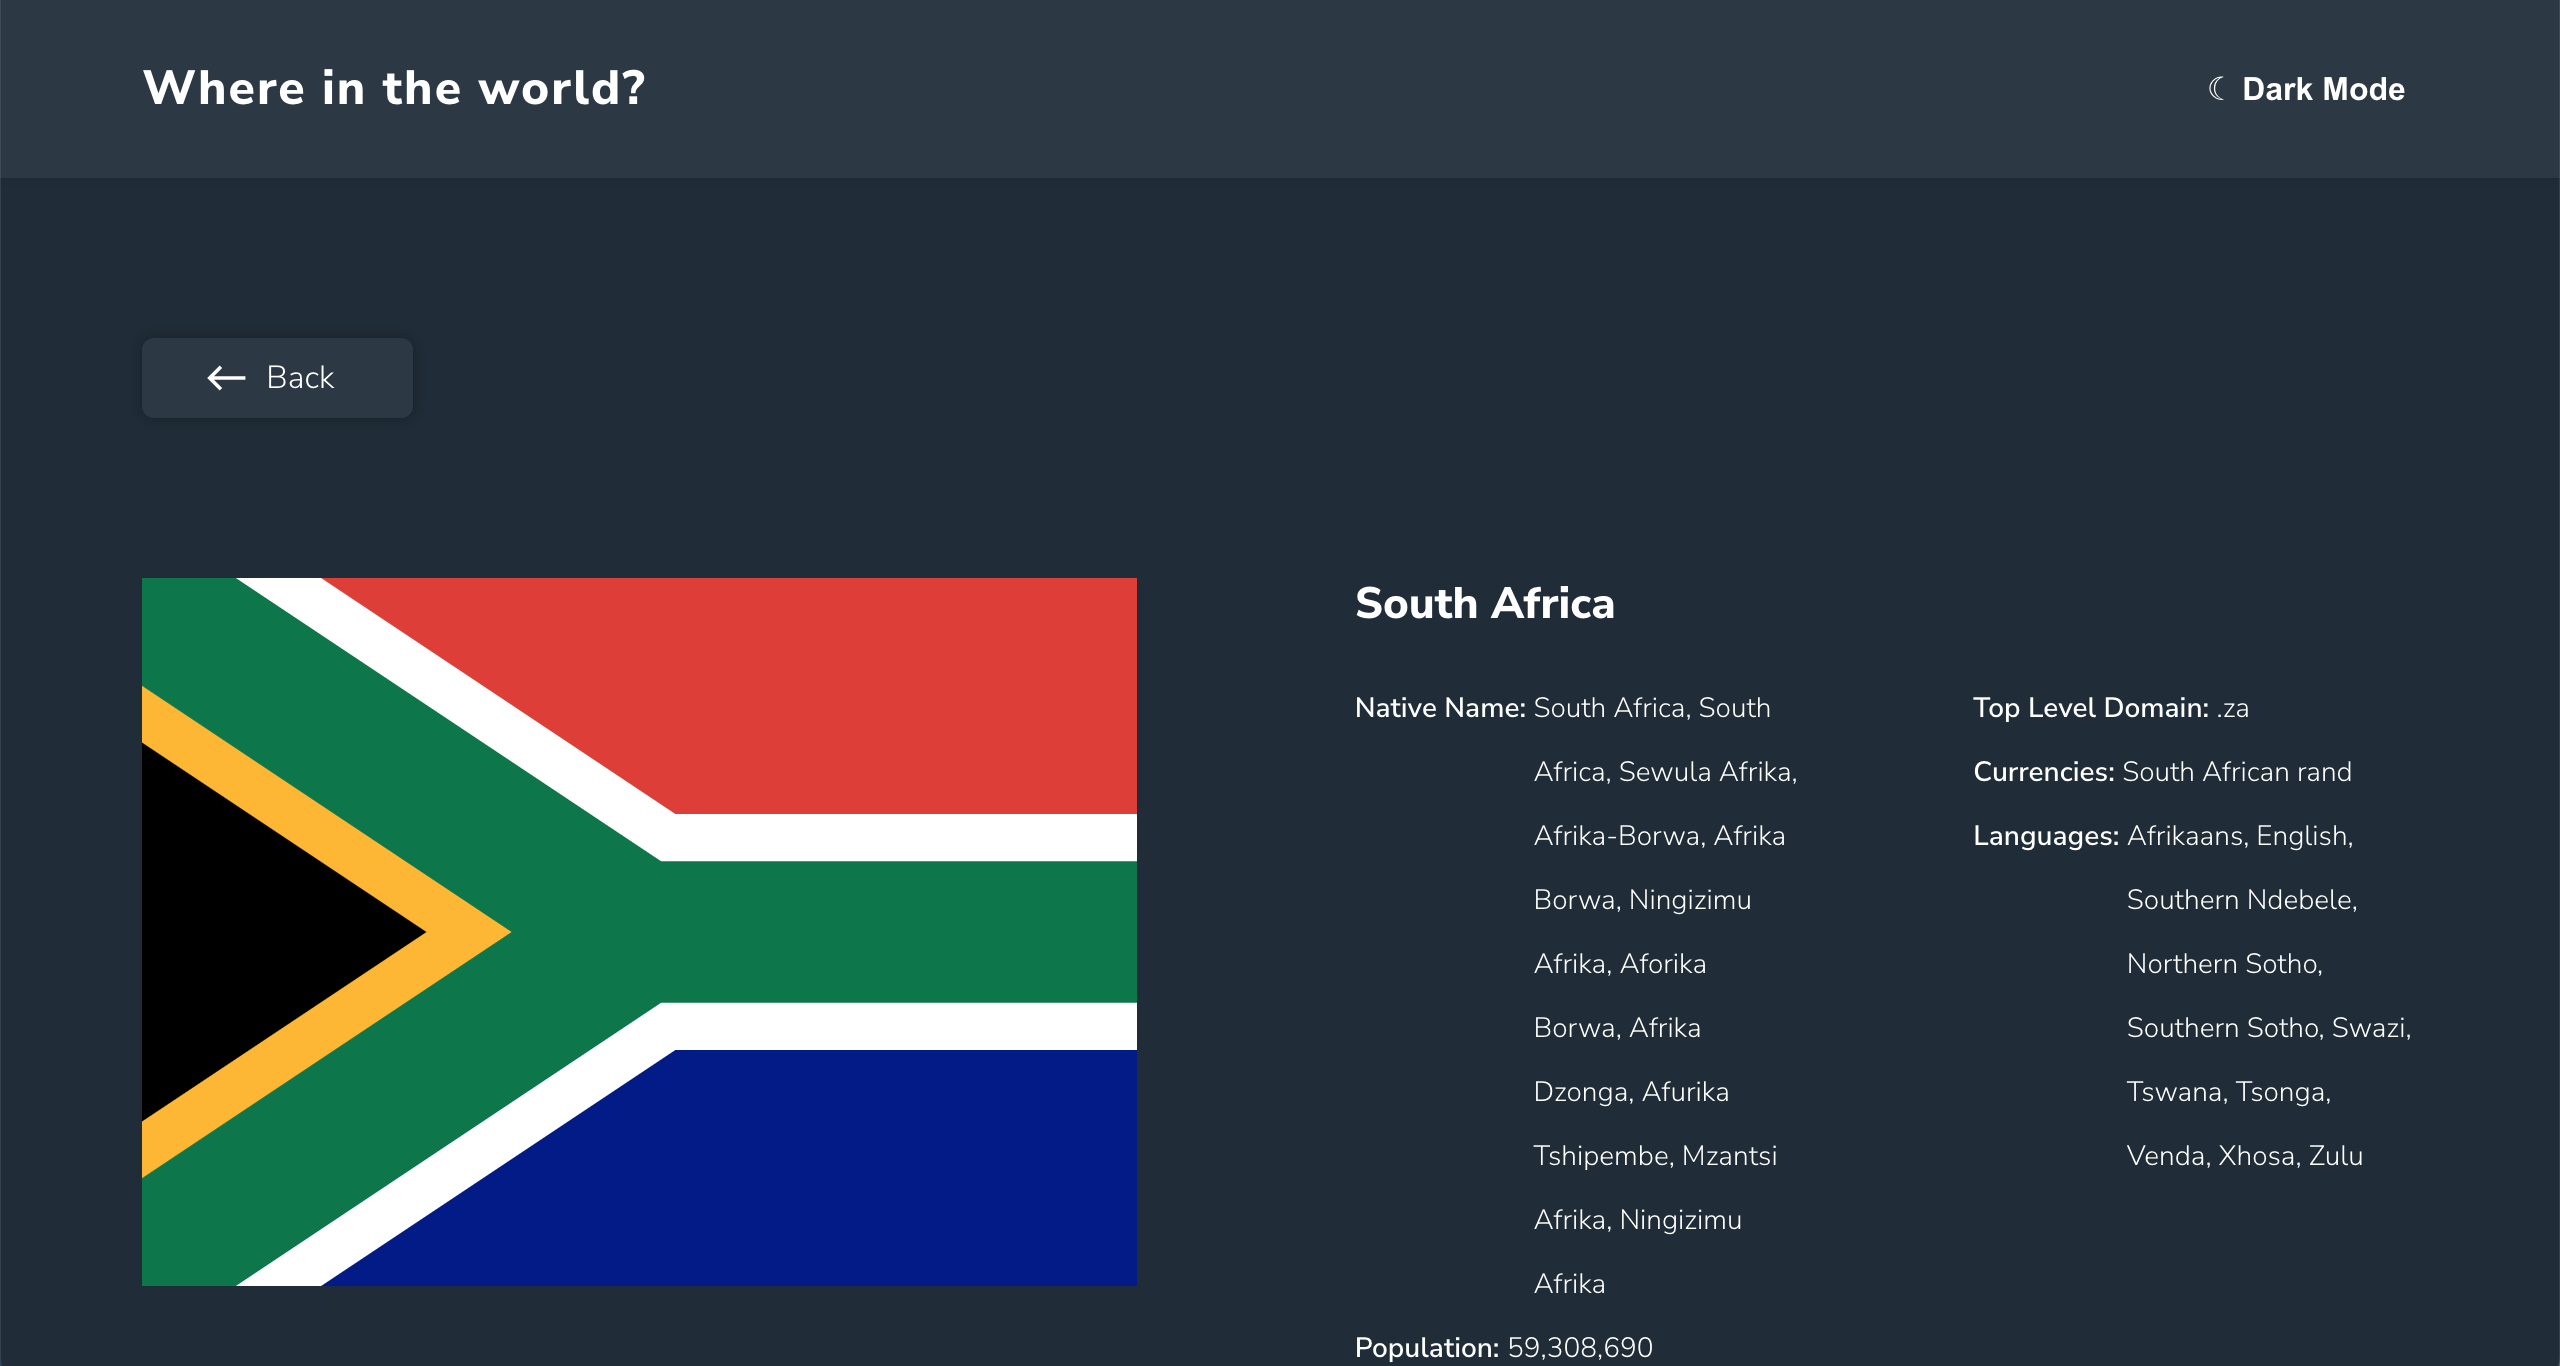 Where in the world?
☾ Dark Mode
← Back
South Africa
Native Name: South Africa, South
Africa, Sewula Afrika,
Afrika-Borwa, Afrika
Borwa, Ningizimu
Afrika, Aforika
Borwa, Afrika
Dzonga, Afurika
Tshipembe, Mzantsi
Afrika, Ningizimu
Afrika
Population: 59,308,690
Top Level Domain: .za
Currencies: South African rand
Languages: Afrikaans, English,
Southern Ndebele,
Northern Sotho,
Southern Sotho, Swazi,
Tswana, Tsonga,
Venda, Xhosa, Zulu